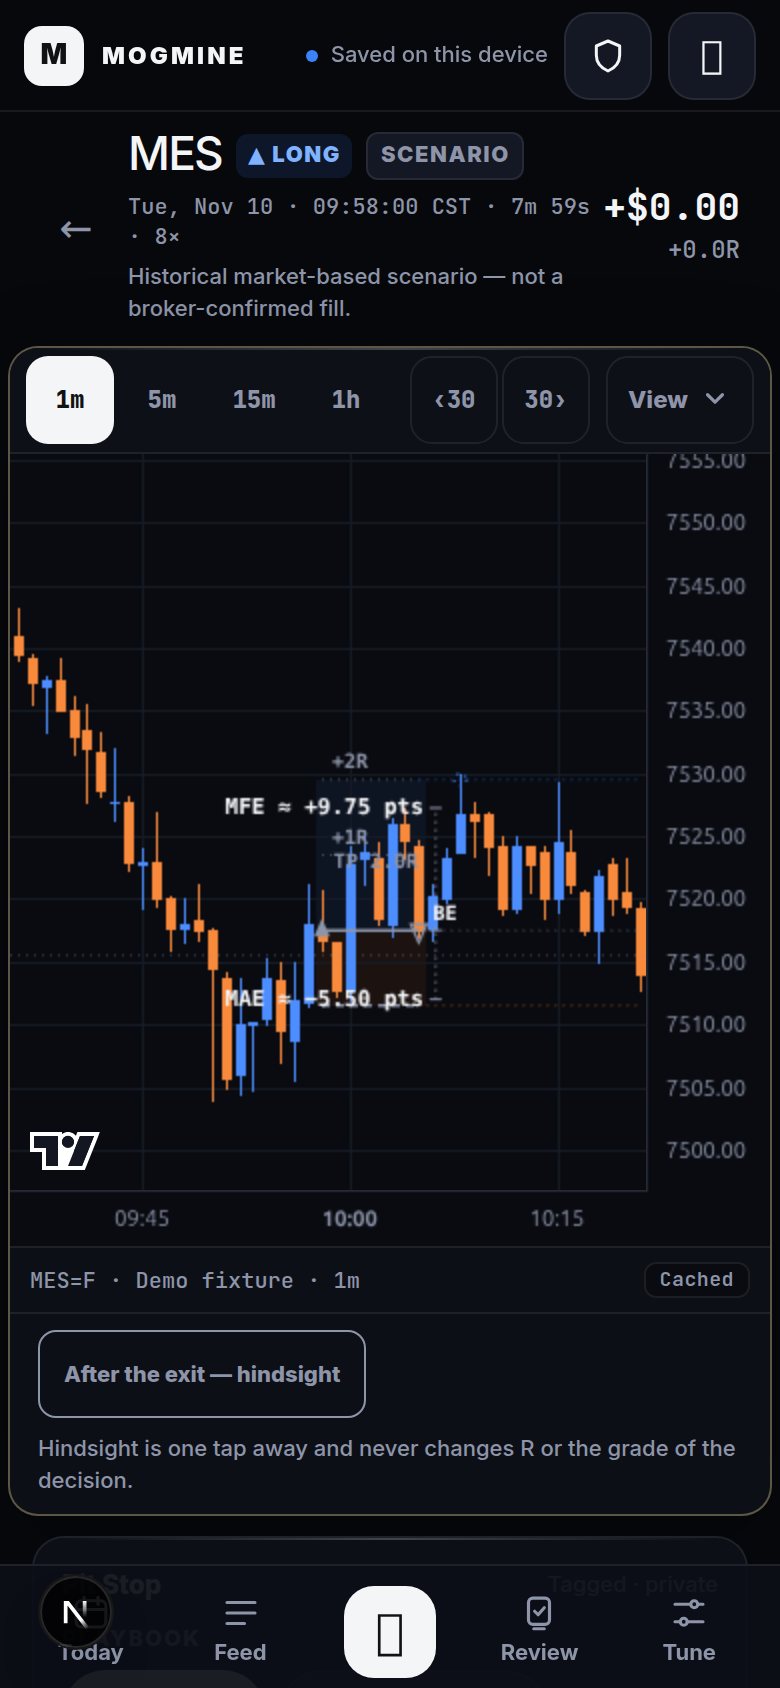 M MOGMINE
Saved on this device
MES ▲ LONG SCENARIO
Tue, Nov 10 · 09:58:00 CST · 7m 59s
· 8×
+$0.00
+0.0R
←
Historical market-based scenario — not a
broker-confirmed fill.
1m 5m 15m 1h ‹30 30› View
7555.00
7550.00
7545.00
7540.00
7535.00
7530.00
7525.00
7520.00
7515.00
7510.00
7505.00
7500.00
+2R
MFE ≈ +9.75 pts
+1R
BE
MAE ≈ −5.50 pts
09:45 10:00 10:15
MES=F · Demo fixture · 1m
Cached
After the exit — hindsight
Hindsight is one tap away and never changes R or the grade of the
decision.
Stop
Tagged · private
N
Today Feed Review Tune